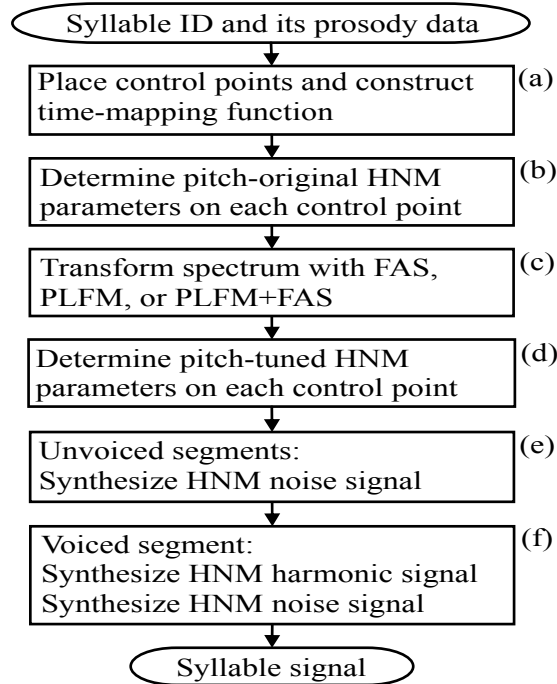 Syllable ID and its prosody data
(a)
Place control points and construct
time-mapping function
(b)
Determine pitch-original HNM
parameters on each control point
(c)
Transform spectrum with FAS,
PLFM, or PLFM+FAS
(d)
Determine pitch-tuned HNM
parameters on each control point
(e)
Unvoiced segments:
Synthesize HNM noise signal
(f)
Voiced segment:
Synthesize HNM harmonic signal
Synthesize HNM noise signal
Syllable signal